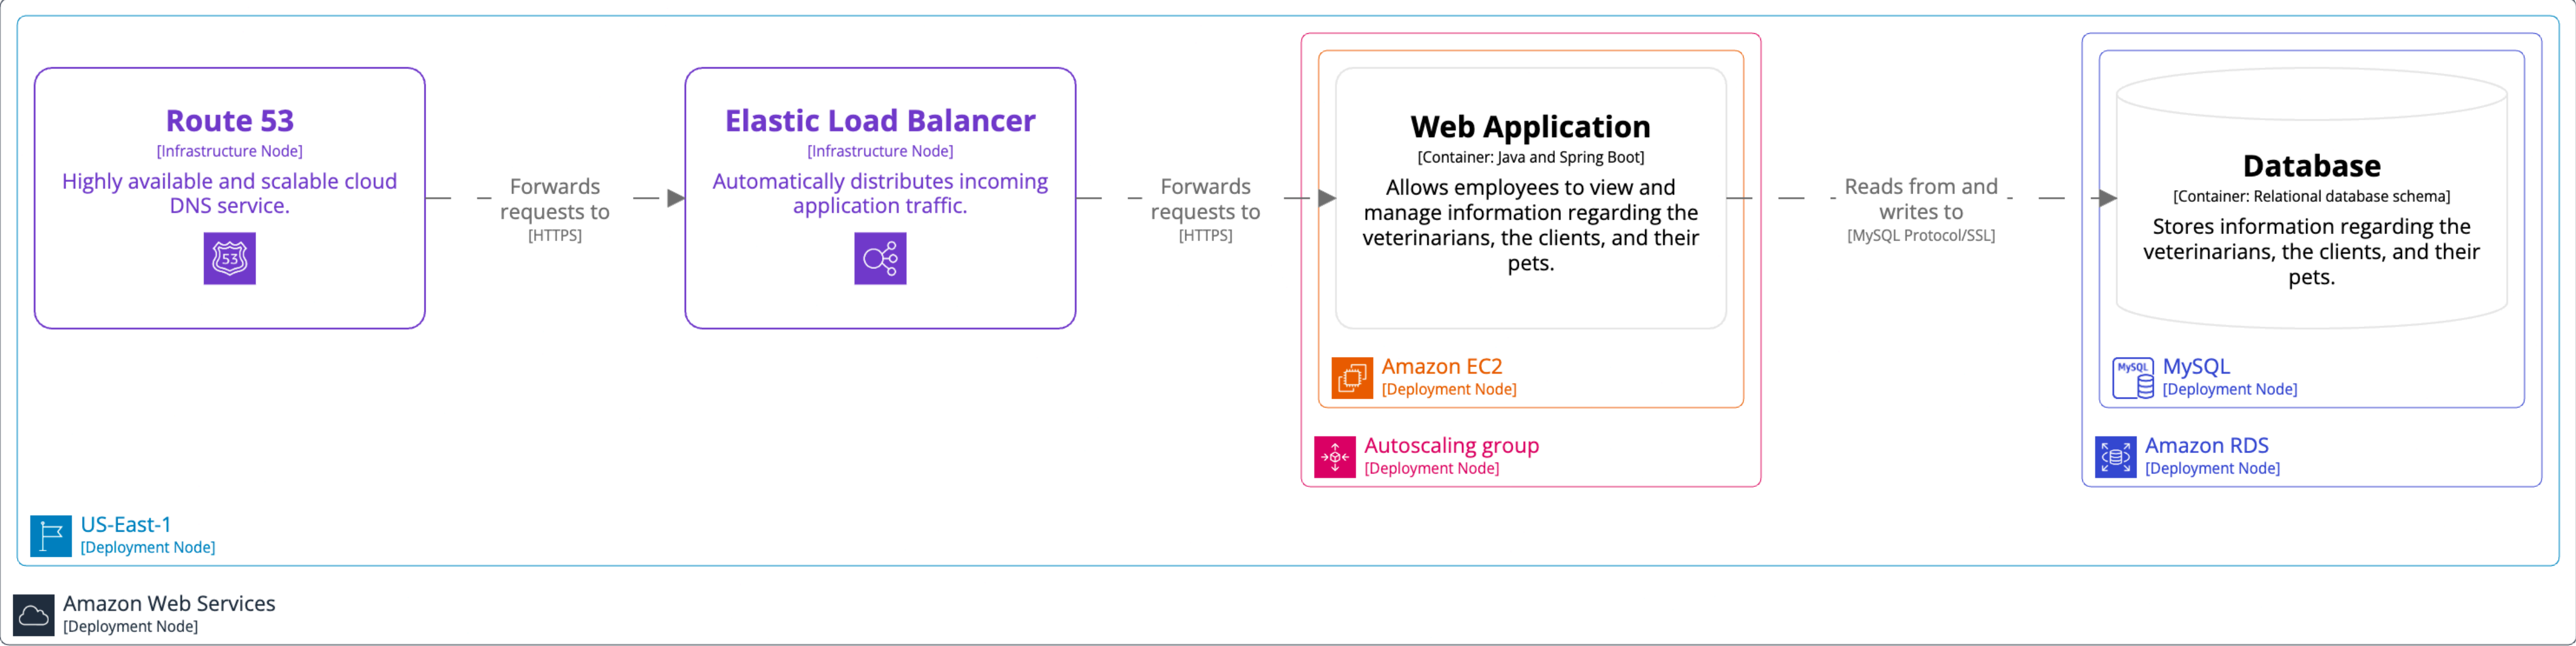 Route 53
[Infrastructure Node]
Highly available and scalable cloud
DNS service.
53
Forwards
requests to
[HTTPS]
Elastic Load Balancer
[Infrastructure Node]
Automatically distributes incoming
application traffic.
Forwards
requests to
[HTTPS]
Web Application
[Container: Java and Spring Boot]
Allows employees to view and
manage information regarding the
veterinarians, the clients, and their
pets.
Amazon EC2
[Deployment Node]
Autoscaling group
[Deployment Node]
Reads from and
writes to
[MySQL Protocol/SSL]
Database
[Container: Relational database schema]
Stores information regarding the
veterinarians, the clients, and their
pets.
MySQL
MySQL
[Deployment Node]
Amazon RDS
[Deployment Node]
US-East-1
[Deployment Node]
Amazon Web Services
[Deployment Node]